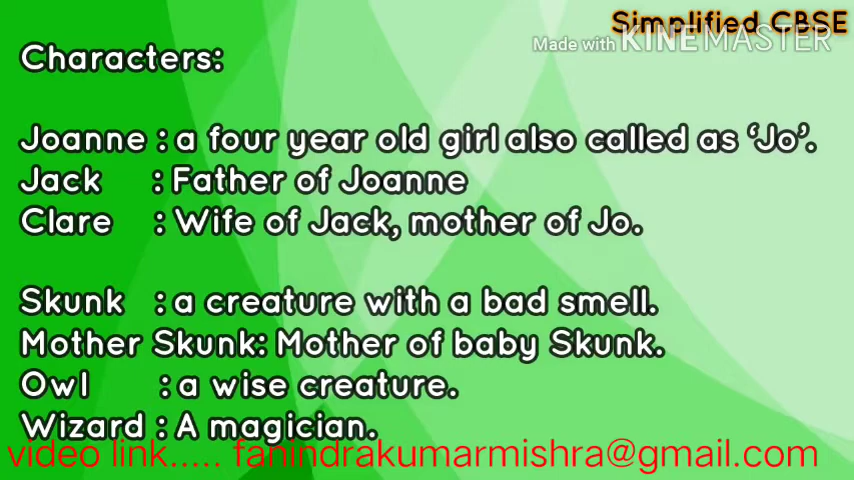 Simplified CBSE
Made with KINEMASTER
Characters:
Joanne : a four year old girl also called as ‘Jo’.
Jack : Father of Joanne
Clare : Wife of Jack, mother of Jo.
Skunk : a creature with a bad smell.
Mother Skunk: Mother of baby Skunk.
Owl : a wise creature.
Wizard : A magician.
video link..... fanindrakumarmishra@gmail.com